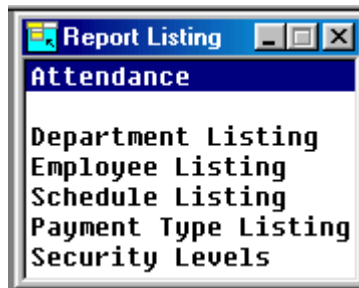 Report Listing
Attendance
Department Listing
Employee Listing
Schedule Listing
Payment Type Listing
Security Levels